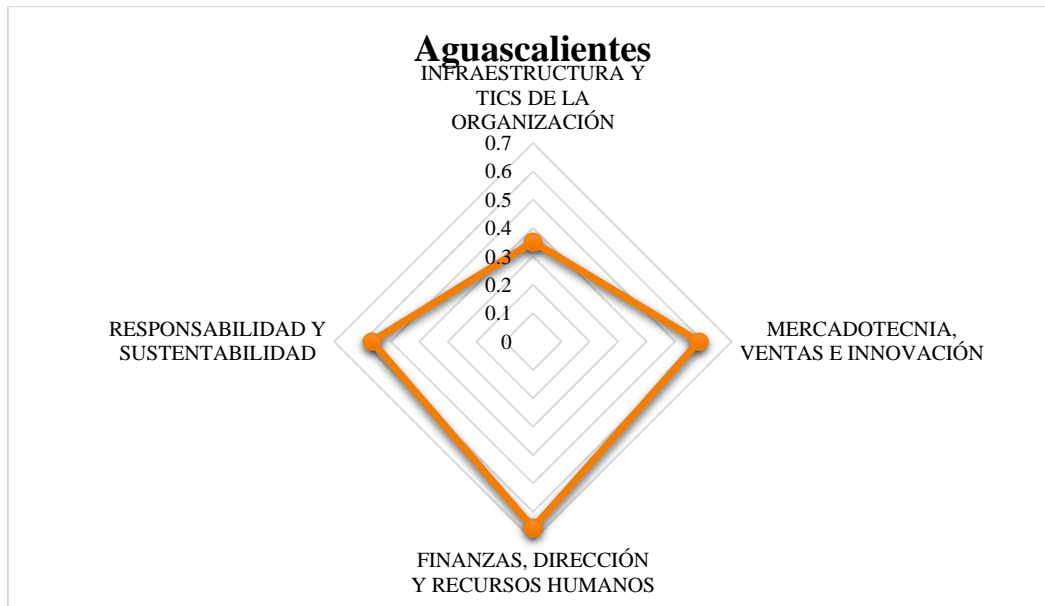 Aguascalientes
INFRAESTRUCTURA Y
TICS DE LA
ORGANIZACIÓN
0.7
0.6
0.5
0.4
0.3
0.2
0.1
0
RESPONSABILIDAD Y
SUSTENTABILIDAD
MERCADOTECNIA,
VENTAS E INNOVACIÓN
FINANZAS, DIRECCIÓN
Y RECURSOS HUMANOS